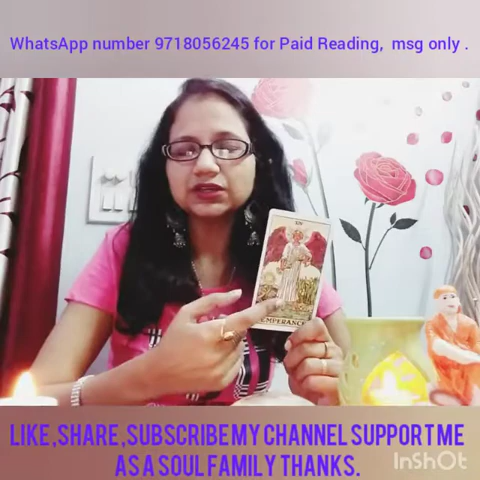 WhatsApp number 9718056245 for Paid Reading,  msg only .
XIV
TEMPERANCE
LIKE ,SHARE ,SUBSCRIBE MY CHANNEL SUPPORT ME
AS A SOUL FAMILY THANKS.
InShOt